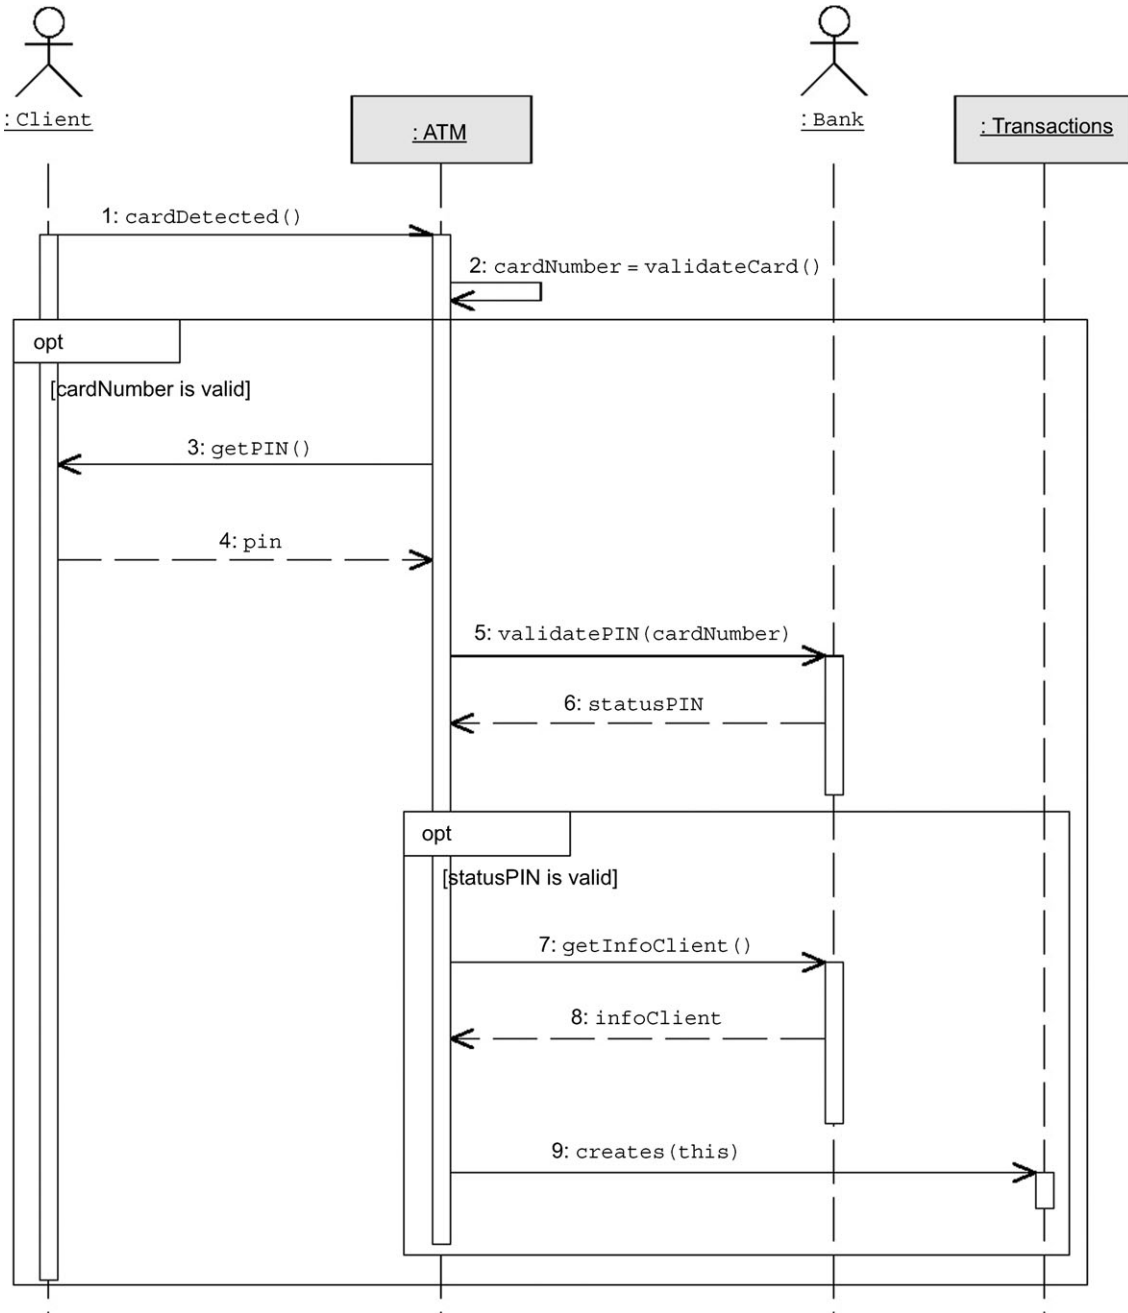 : Client
: ATM
: Bank
: Transactions
1: cardDetected()
2: cardNumber = validateCard()
opt
[cardNumber is valid]
3: getPIN()
4: pin
5: validatePIN(cardNumber)
6: statusPIN
opt
[statusPIN is valid]
7: getInfoClient()
8: infoClient
9: creates(this)